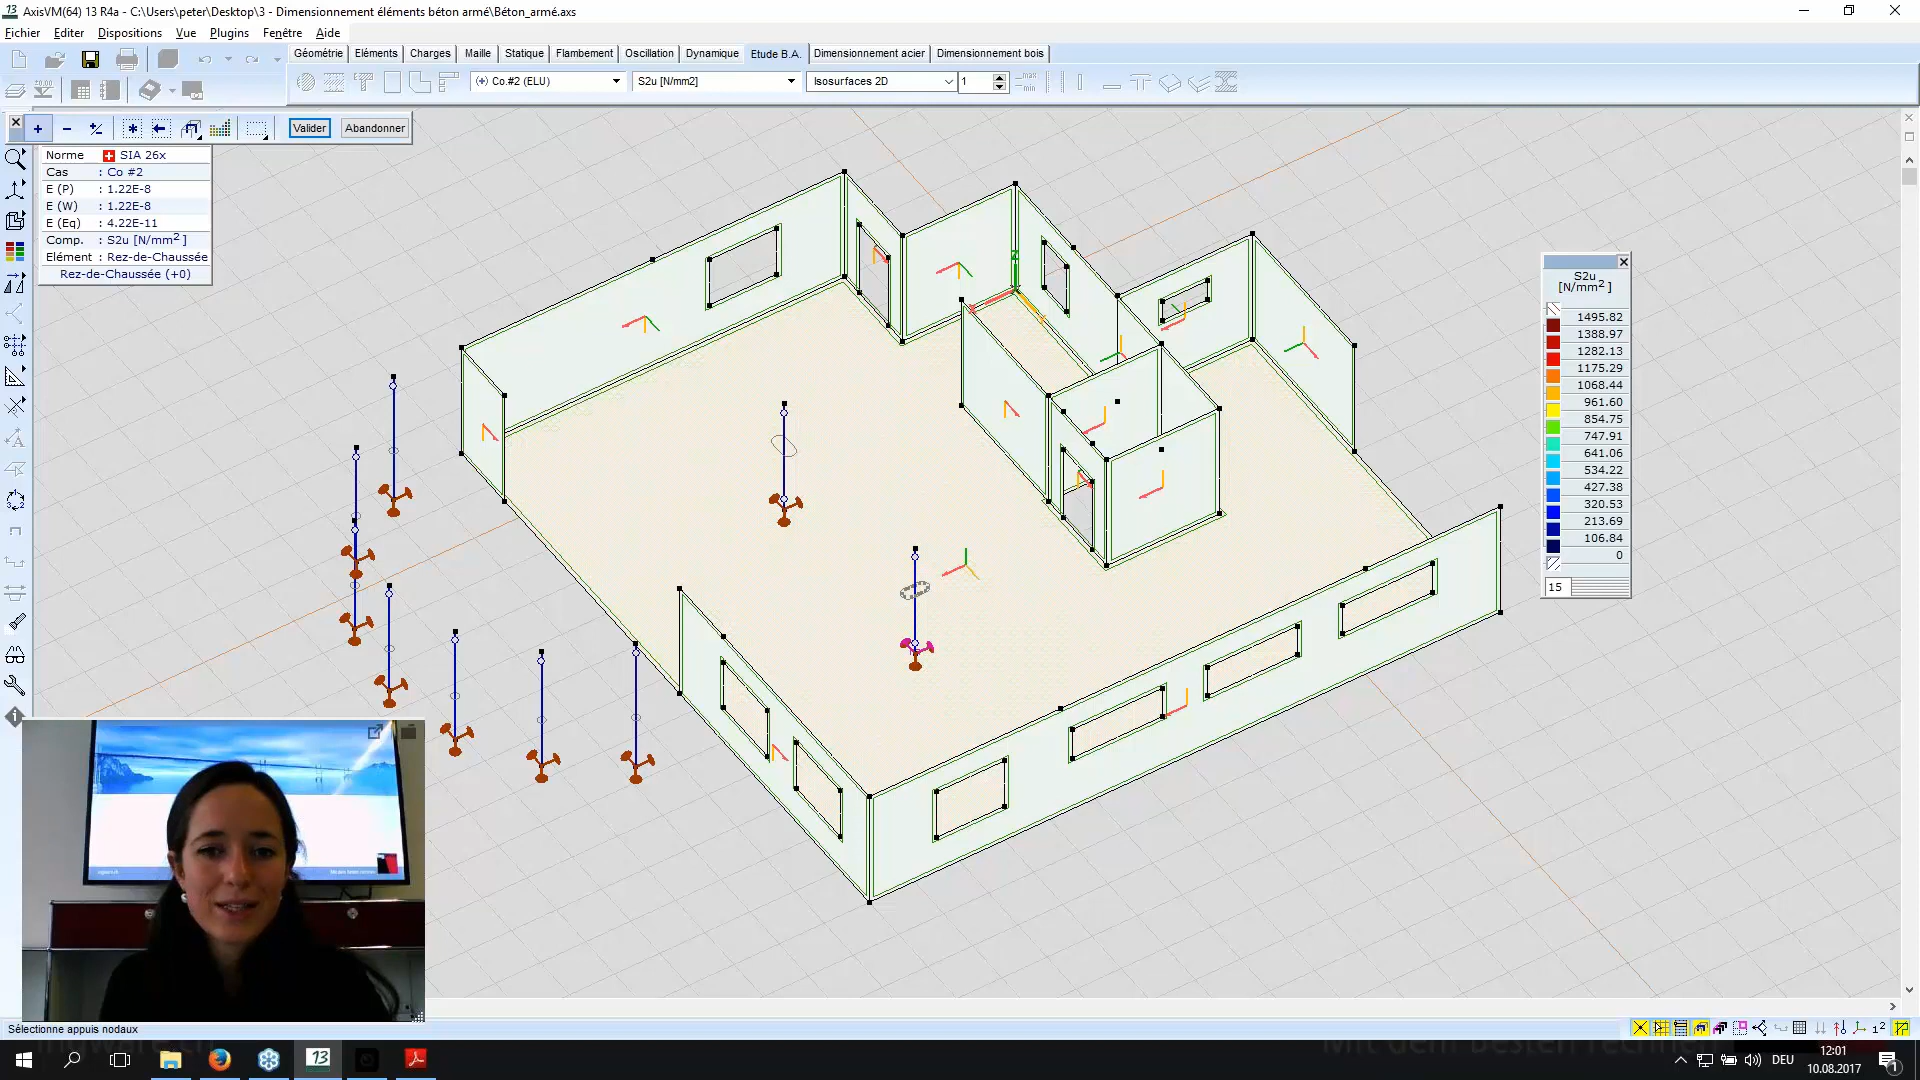 AxisVM(64) 13 R4a - C:\Users\peter\Desktop\3 - Dimensionnement éléments béton armé\Béton_armé.axs
Fichier Editer Dispositions Vue Plugins Fenêtre Aide
Géométrie Eléments Charges Maille Statique Flambement Oscillation Dynamique Etude B.A. Dimensionnement acier Dimensionnement bois
Co.#2 (ELU) S2u [N/mm2] Isosurfaces 2D 1
Valider Abandonner
Norme SIA 26x
Cas : Co #2
E (P) : 1.22E-8
E (W) : 1.22E-8
E (Eq) : 4.22E-11
Comp. : S2u [N/mm²]
Elément : Rez-de-Chaussée
Rez-de-Chaussée (+0)
S2u
[N/mm²]
1495.82
1388.97
1282.13
1175.29
1068.44
961.60
854.75
747.91
641.06
534.22
427.38
320.53
213.69
106.84
0
15
Sélectionne appuis nodaux
13
DEU
12:01
10.08.2017